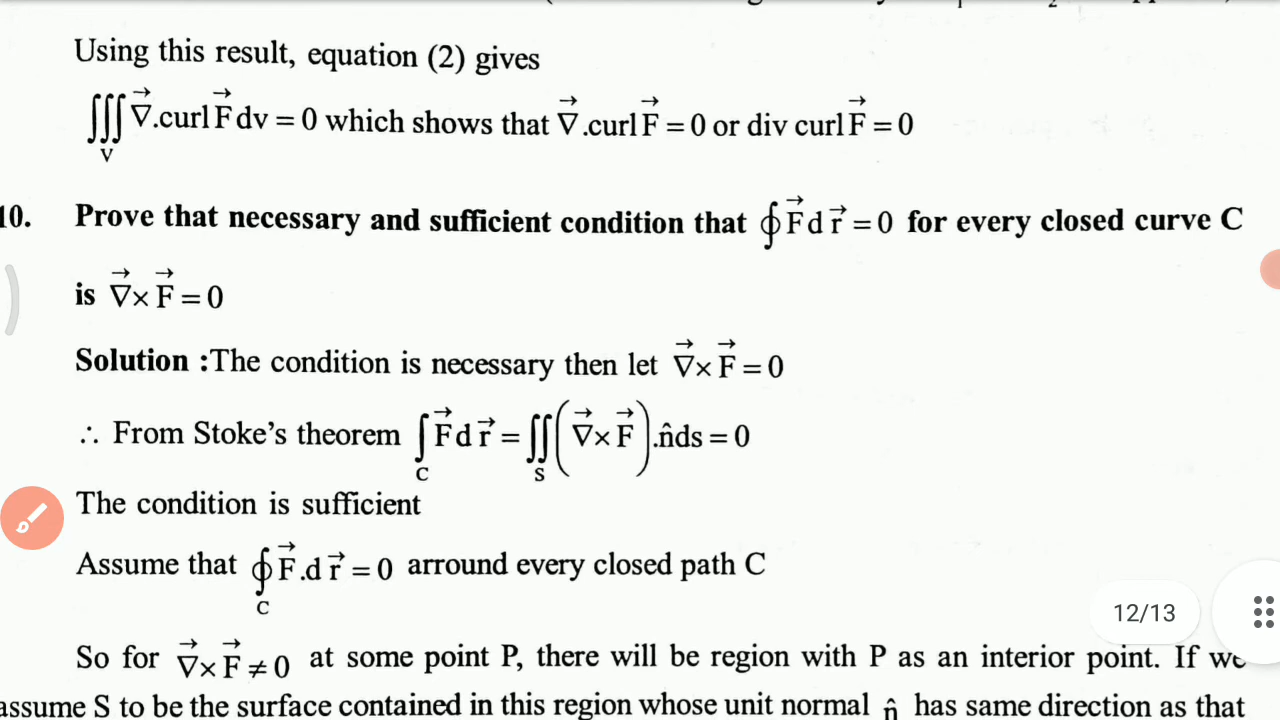 Using this result, equation (2) gives
∭_V ∇⃗.curl F⃗ dv = 0 which shows that ∇⃗.curl F⃗ = 0 or div curl F⃗ = 0
10. Prove that necessary and sufficient condition that ∮ F⃗ d r⃗ = 0 for every closed curve C
is ∇⃗× F⃗ = 0
Solution :The condition is necessary then let ∇⃗× F⃗ = 0
∴ From Stoke's theorem ∫_C F⃗ d r⃗ = ∬_S (∇⃗× F⃗).n̂ds = 0
The condition is sufficient
Assume that ∮_C F⃗.d r⃗ = 0 arround every closed path C
12/13
So for ∇⃗× F⃗ ≠ 0 at some point P, there will be region with P as an interior point. If we
assume S to be the surface contained in this region whose unit normal n̂ has same direction as that